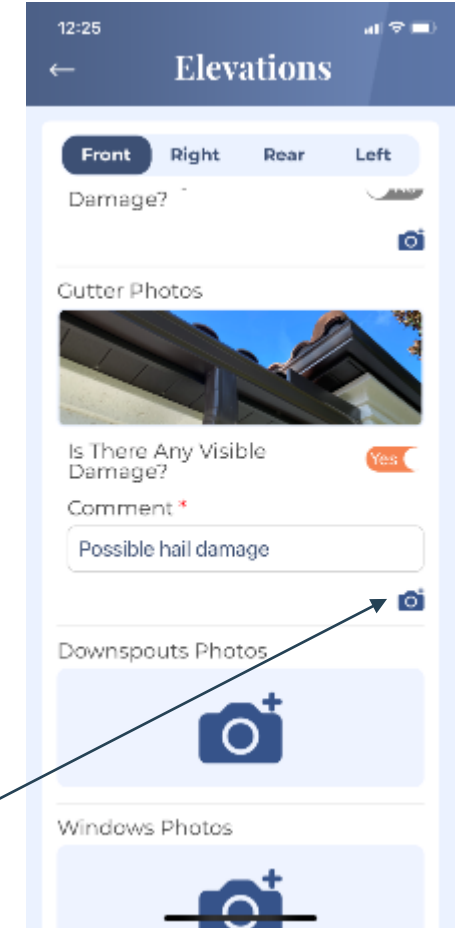 12:25
Elevations
Front Right Rear Left
Damage?
Gutter Photos
Is There Any Visible
Damage?
Yes
Comment *
Possible hail damage
Downspouts Photos
Windows Photos